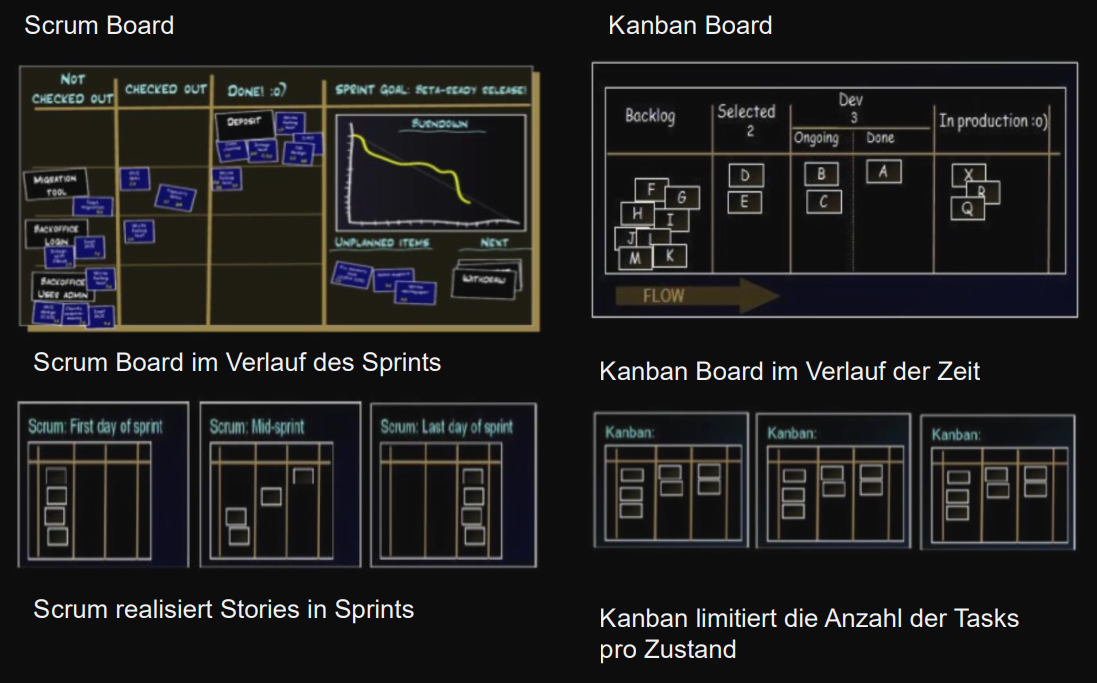 Scrum Board
NOT
CHECKED OUT
CHECKED OUT
DONE! :o)
SPRINT GOAL: BETA-READY RELEASE!
DEPOSIT
BURNDOWN
MIGRATION
TOOL
BACKOFFICE
LOGIN
BACKOFFICE
USER ADMIN
UNPLANNED ITEMS
NEXT
WITHDRAW
Scrum Board im Verlauf des Sprints
Scrum: First day of sprint
Scrum: Mid-sprint
Scrum: Last day of sprint
Scrum realisiert Stories in Sprints
Kanban Board
Backlog
Selected
2
Dev
3
Ongoing
Done
In production :o)
F
G
H
I
J
L
M
K
D
E
B
C
A
X
R
Q
FLOW
Kanban Board im Verlauf der Zeit
Kanban:
Kanban:
Kanban:
Kanban limitiert die Anzahl der Tasks
pro Zustand